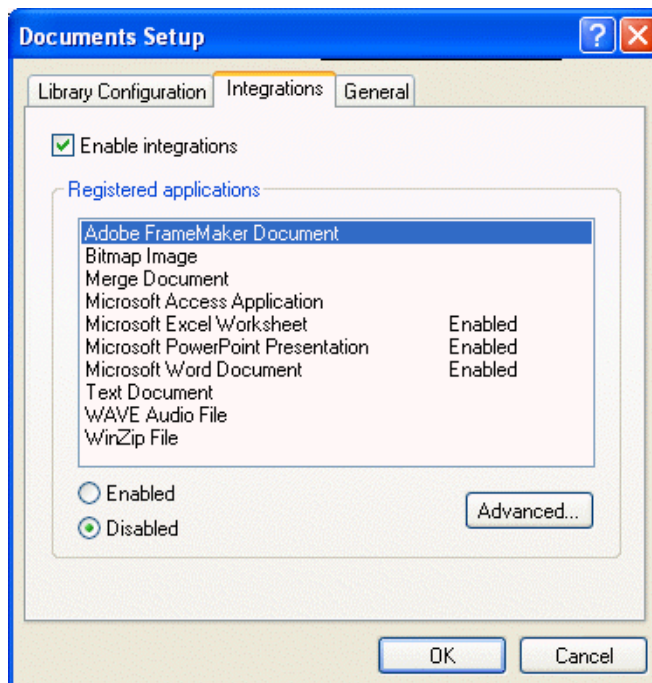 Documents Setup
Library Configuration Integrations General
Enable integrations
Registered applications
Adobe FrameMaker Document
Bitmap Image
Merge Document
Microsoft Access Application
Microsoft Excel Worksheet Enabled
Microsoft PowerPoint Presentation Enabled
Microsoft Word Document Enabled
Text Document
WAVE Audio File
WinZip File
Enabled
Disabled
Advanced...
OK Cancel